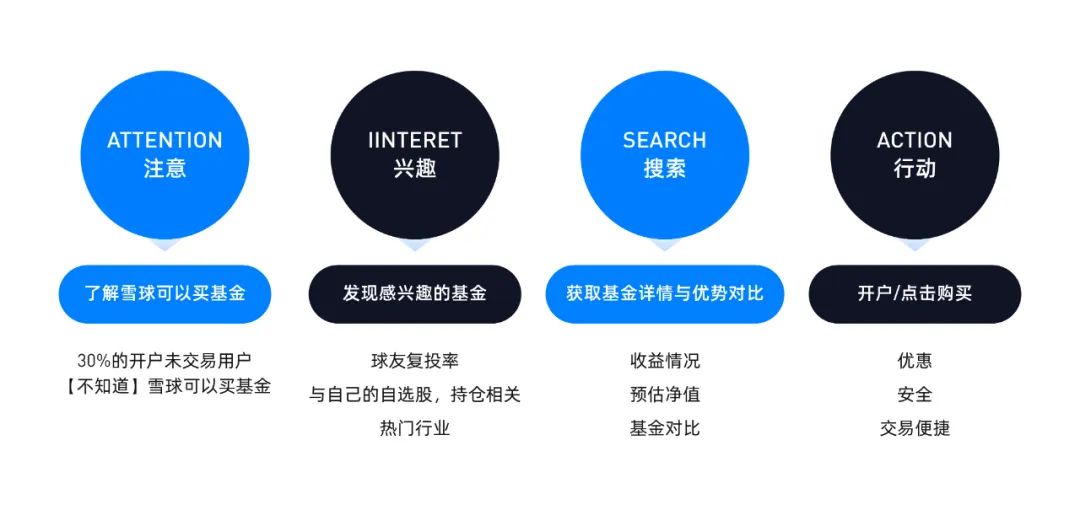 ATTENTION
注意
IINTERET
兴趣
SEARCH
搜索
ACTION
行动
了解雪球可以买基金
发现感兴趣的基金
获取基金详情与优势对比
开户/点击购买
30%的开户未交易用户
【不知道】雪球可以买基金
球友复投率
与自己的自选股，持仓相关
热门行业
收益情况
预估净值
基金对比
优惠
安全
交易便捷